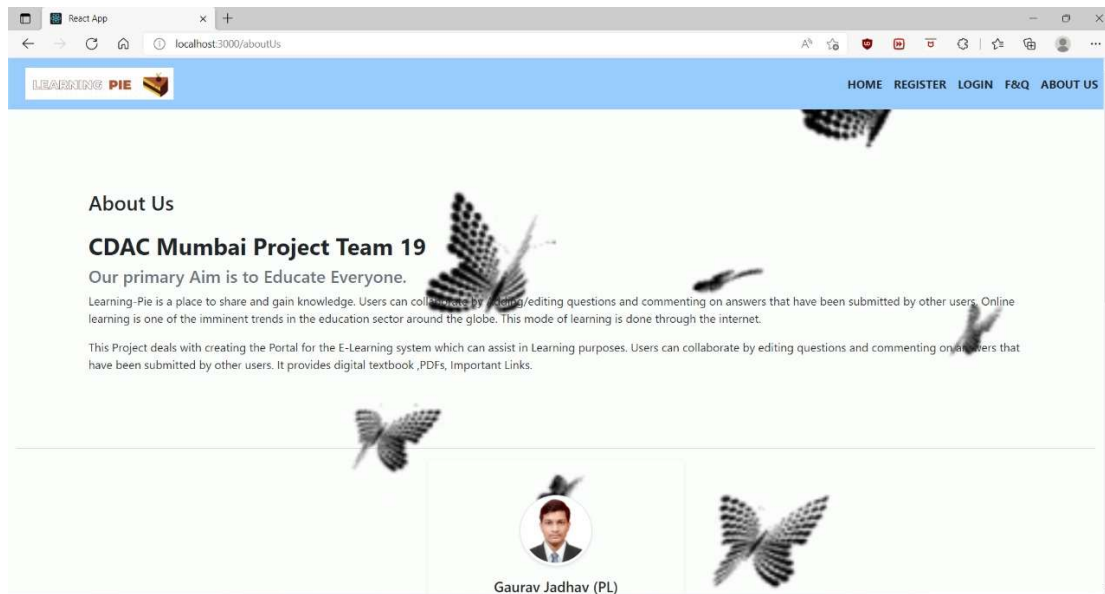 React App
localhost:3000/aboutUs
LEARNING PIE
HOME REGISTER LOGIN F&Q ABOUT US
About Us
CDAC Mumbai Project Team 19
Our primary Aim is to Educate Everyone.
Learning-Pie is a place to share and gain knowledge. Users can collaborate by /editing questions and commenting on answers that have been submitted by other users. Online
learning is one of the imminent trends in the education sector around the globe. This mode of learning is done through the internet.
This Project deals with creating the Portal for the E-Learning system which can assist in Learning purposes. Users can collaborate by editing questions and commenting on answers that
have been submitted by other users. It provides digital textbook ,PDFs, Important Links.
Gaurav Jadhav (PL)